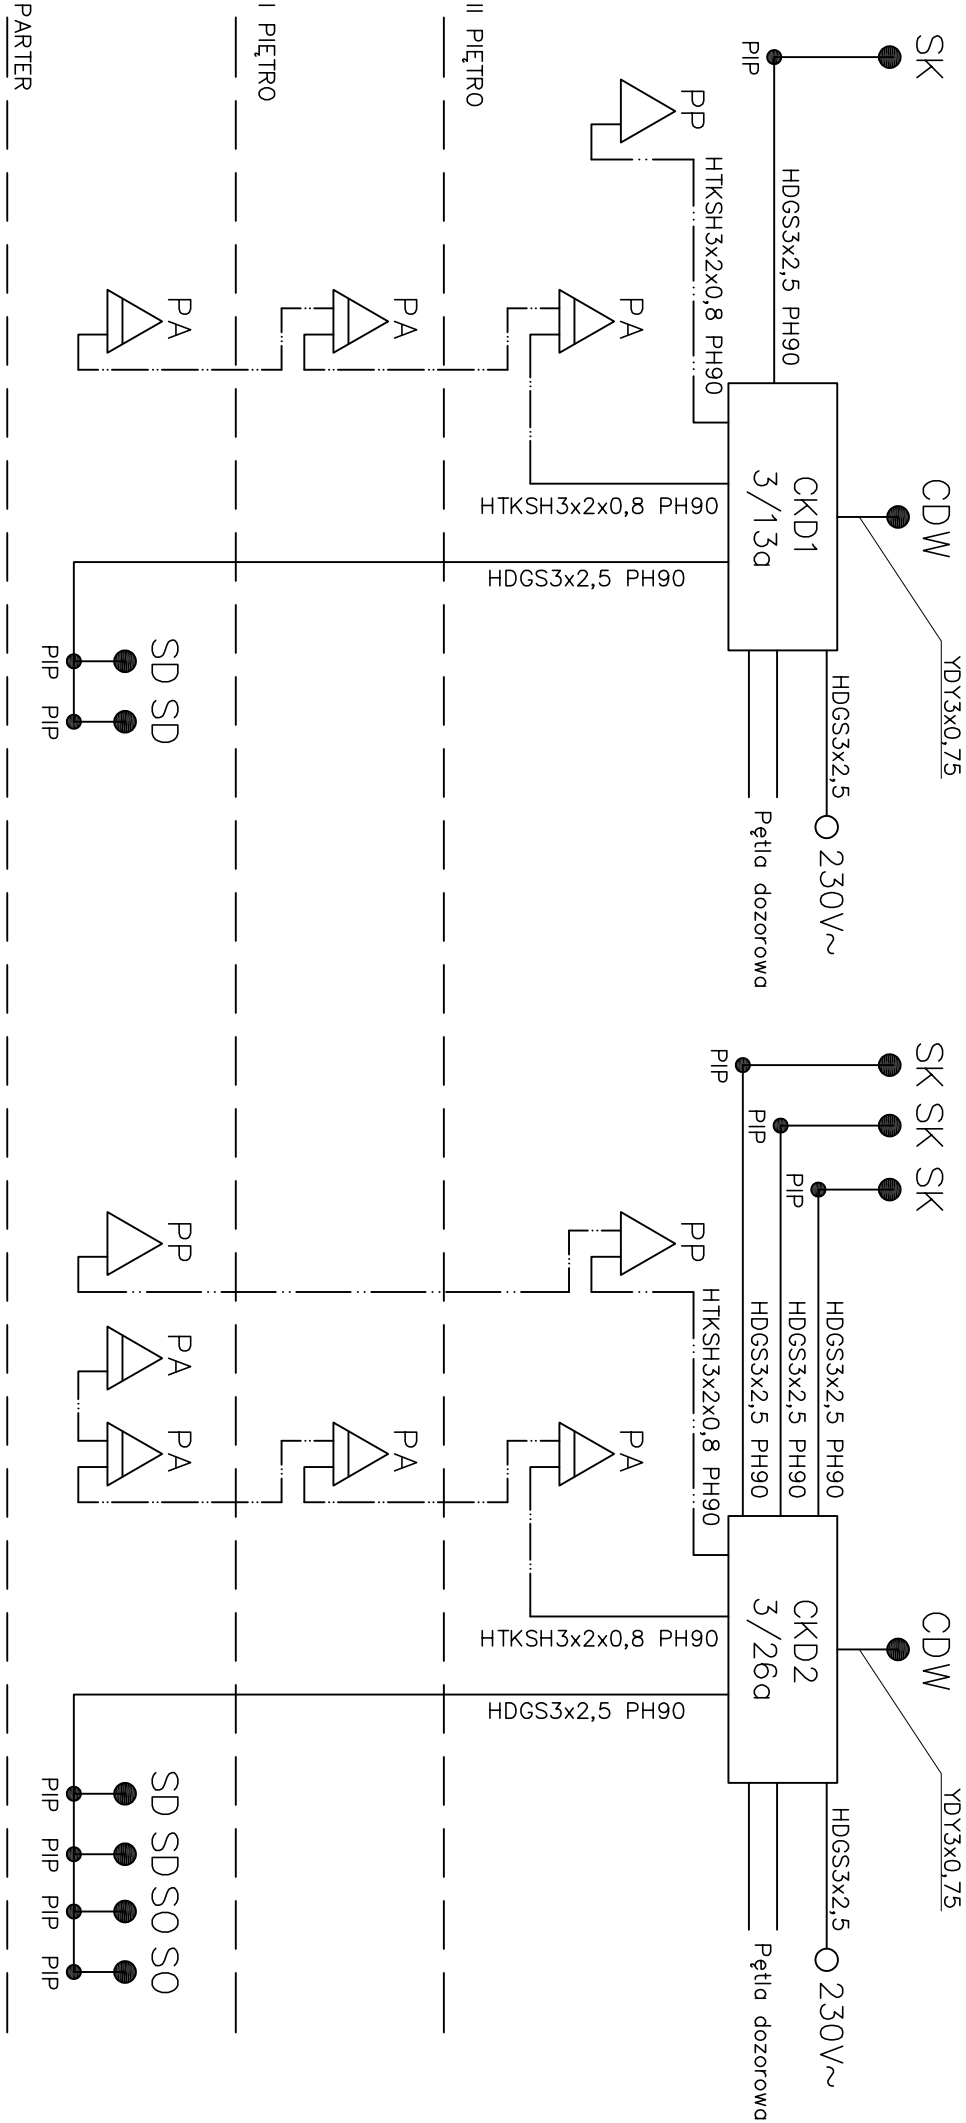 SK
CDW
YDY3x0,75
HDGS3x2,5 PH90
PIP
CKD1
3/13a
HDGS3x2,5
230V~
Pętla dozorowa
PP
HTKSH3x2x0,8 PH90
PA
HTKSH3x2x0,8 PH90
HDGS3x2,5 PH90
II PIĘTRO
PA
I PIĘTRO
PA
SD SD
PIP PIP
PARTER
SK SK SK
CDW
YDY3x0,75
PIP
HDGS3x2,5 PH90
PIP
HDGS3x2,5 PH90
PIP
HDGS3x2,5 PH90
CKD2
3/26a
HDGS3x2,5
230V~
Pętla dozorowa
PP
HTKSH3x2x0,8 PH90
PA
HTKSH3x2x0,8 PH90
HDGS3x2,5 PH90
PA
PP PA PA
SD SD SO SO
PIP PIP PIP PIP